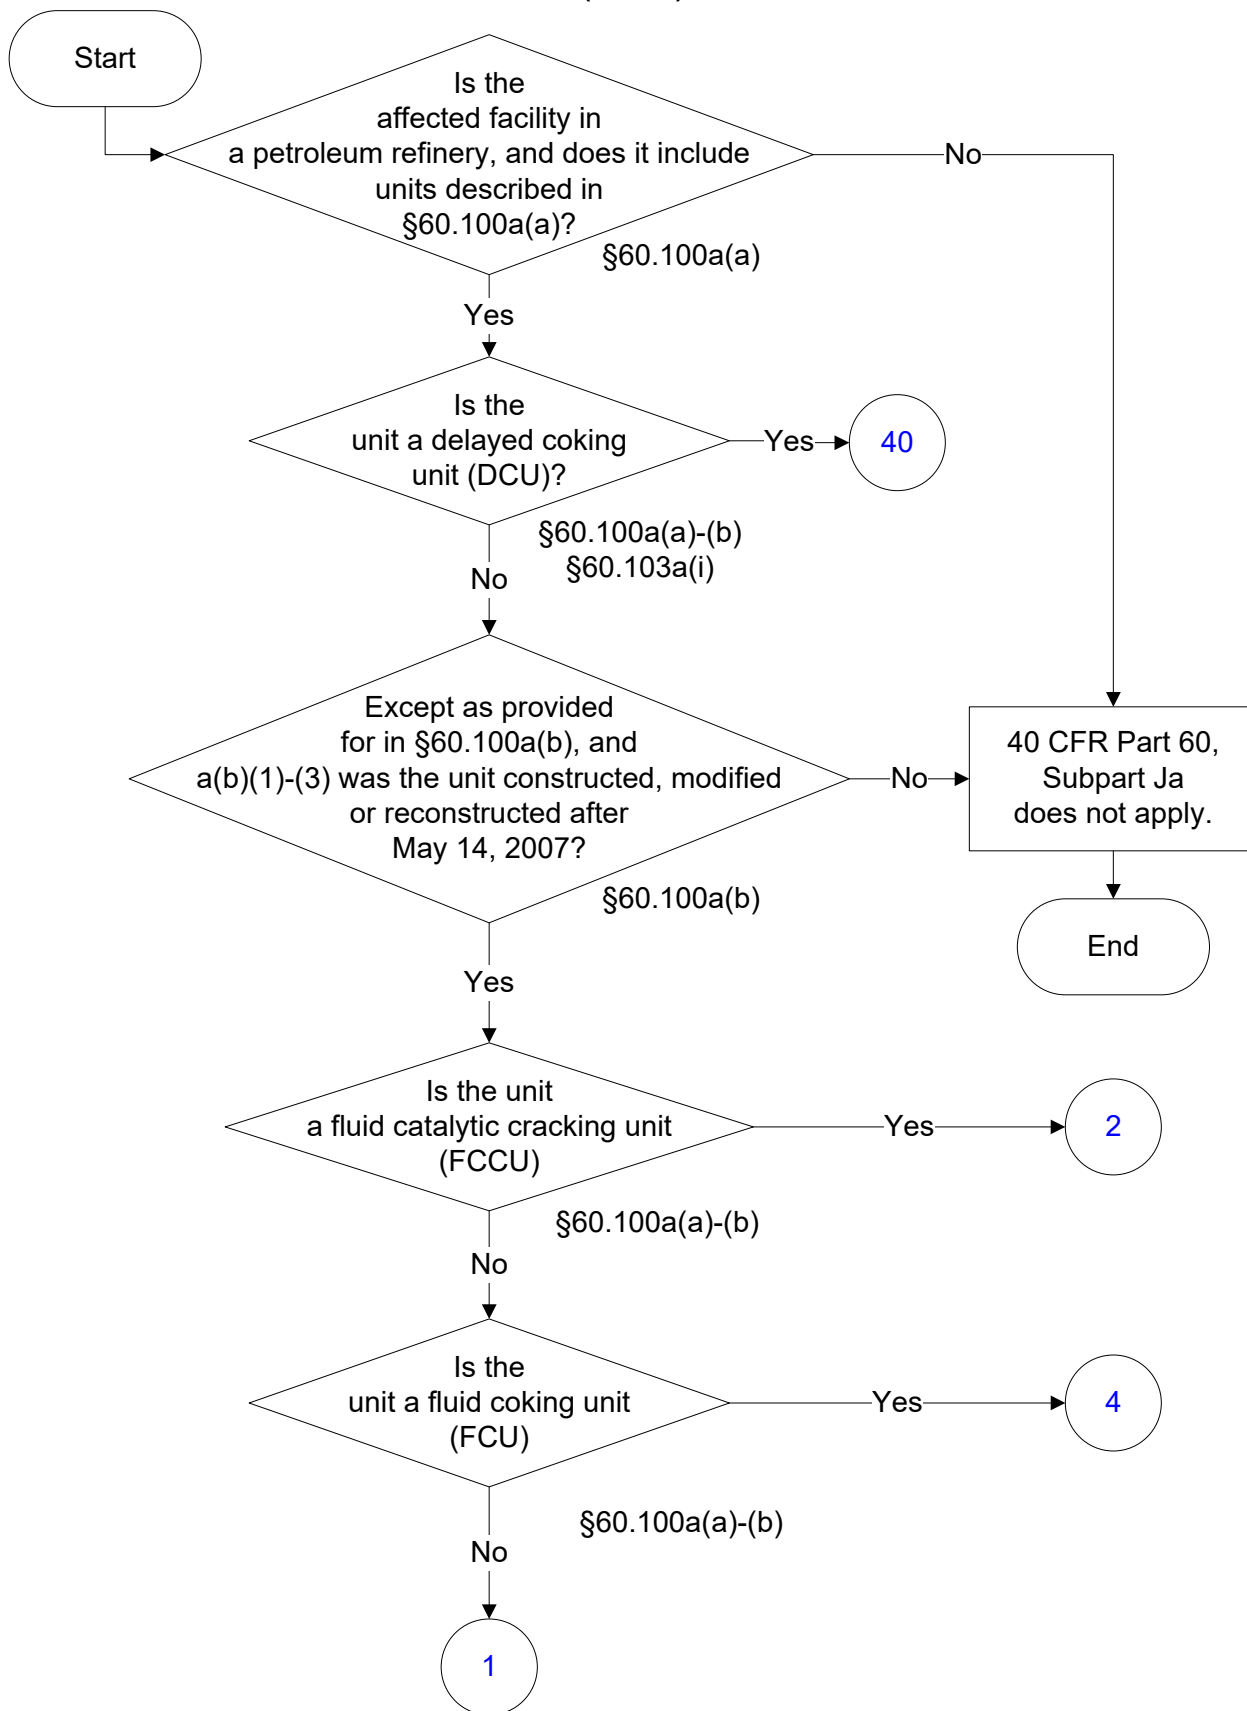 Start
Is the
affected facility in
a petroleum refinery, and does it include
units described in
§60.100a(a)?
No
§60.100a(a)
Yes
Is the
unit a delayed coking
unit (DCU)?
Yes
40
§60.100a(a)-(b)
§60.103a(i)
No
Except as provided
for in §60.100a(b), and
a(b)(1)-(3) was the unit constructed, modified
or reconstructed after
May 14, 2007?
No
40 CFR Part 60,
Subpart Ja
does not apply.
§60.100a(b)
End
Yes
Is the unit
a fluid catalytic cracking unit
(FCCU)
Yes
2
§60.100a(a)-(b)
No
Is the
unit a fluid coking unit
(FCU)
Yes
4
§60.100a(a)-(b)
No
1